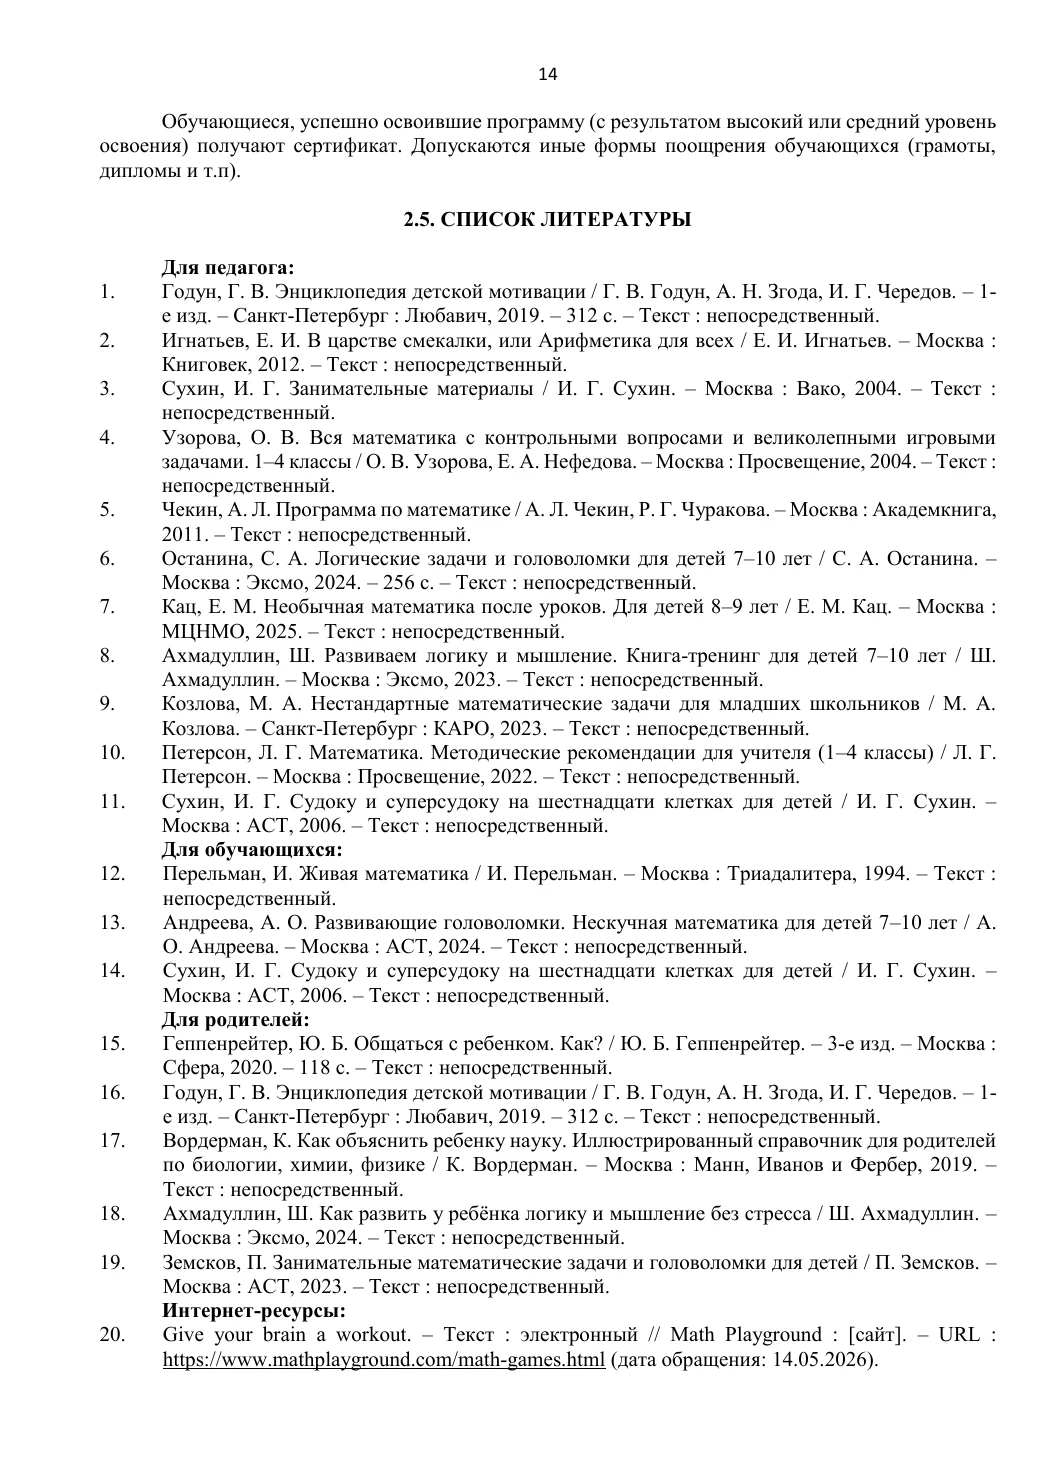 14
Обучающиеся, успешно освоившие программу (с результатом высокий или средний уровень
освоения) получают сертификат. Допускаются иные формы поощрения обучающихся (грамоты,
дипломы и т.п).
2.5. СПИСОК ЛИТЕРАТУРЫ
Для педагога:
1. Годун, Г. В. Энциклопедия детской мотивации / Г. В. Годун, А. Н. Згода, И. Г. Чередов. – 1-
е изд. – Санкт-Петербург : Любавич, 2019. – 312 с. – Текст : непосредственный.
2. Игнатьев, Е. И. В царстве смекалки, или Арифметика для всех / Е. И. Игнатьев. – Москва :
Книговек, 2012. – Текст : непосредственный.
3. Сухин, И. Г. Занимательные материалы / И. Г. Сухин. – Москва : Вако, 2004. – Текст :
непосредственный.
4. Узорова, О. В. Вся математика с контрольными вопросами и великолепными игровыми
задачами. 1–4 классы / О. В. Узорова, Е. А. Нефедова. – Москва : Просвещение, 2004. – Текст :
непосредственный.
5. Чекин, А. Л. Программа по математике / А. Л. Чекин, Р. Г. Чуракова. – Москва : Академкнига,
2011. – Текст : непосредственный.
6. Останина, С. А. Логические задачи и головоломки для детей 7–10 лет / С. А. Останина. –
Москва : Эксмо, 2024. – 256 с. – Текст : непосредственный.
7. Кац, Е. М. Необычная математика после уроков. Для детей 8–9 лет / Е. М. Кац. – Москва :
МЦНМО, 2025. – Текст : непосредственный.
8. Ахмадуллин, Ш. Развиваем логику и мышление. Книга-тренинг для детей 7–10 лет / Ш.
Ахмадуллин. – Москва : Эксмо, 2023. – Текст : непосредственный.
9. Козлова, М. А. Нестандартные математические задачи для младших школьников / М. А.
Козлова. – Санкт-Петербург : КАРО, 2023. – Текст : непосредственный.
10. Петерсон, Л. Г. Математика. Методические рекомендации для учителя (1–4 классы) / Л. Г.
Петерсон. – Москва : Просвещение, 2022. – Текст : непосредственный.
11. Сухин, И. Г. Судоку и суперсудоку на шестнадцати клетках для детей / И. Г. Сухин. –
Москва : АСТ, 2006. – Текст : непосредственный.
Для обучающихся:
12. Перельман, И. Живая математика / И. Перельман. – Москва : Триадалитера, 1994. – Текст :
непосредственный.
13. Андреева, А. О. Развивающие головоломки. Нескучная математика для детей 7–10 лет / А.
О. Андреева. – Москва : АСТ, 2024. – Текст : непосредственный.
14. Сухин, И. Г. Судоку и суперсудоку на шестнадцати клетках для детей / И. Г. Сухин. –
Москва : АСТ, 2006. – Текст : непосредственный.
Для родителей:
15. Геппенрейтер, Ю. Б. Общаться с ребенком. Как? / Ю. Б. Геппенрейтер. – 3-е изд. – Москва :
Сфера, 2020. – 118 с. – Текст : непосредственный.
16. Годун, Г. В. Энциклопедия детской мотивации / Г. В. Годун, А. Н. Згода, И. Г. Чередов. – 1-
е изд. – Санкт-Петербург : Любавич, 2019. – 312 с. – Текст : непосредственный.
17. Вордерман, К. Как объяснить ребенку науку. Иллюстрированный справочник для родителей
по биологии, химии, физике / К. Вордерман. – Москва : Манн, Иванов и Фербер, 2019. –
Текст : непосредственный.
18. Ахмадуллин, Ш. Как развить у ребёнка логику и мышление без стресса / Ш. Ахмадуллин. –
Москва : Эксмо, 2024. – Текст : непосредственный.
19. Земсков, П. Занимательные математические задачи и головоломки для детей / П. Земсков. –
Москва : АСТ, 2023. – Текст : непосредственный.
Интернет-ресурсы:
20. Give your brain a workout. – Текст : электронный // Math Playground : [сайт]. – URL :
https://www.mathplayground.com/math-games.html (дата обращения: 14.05.2026).